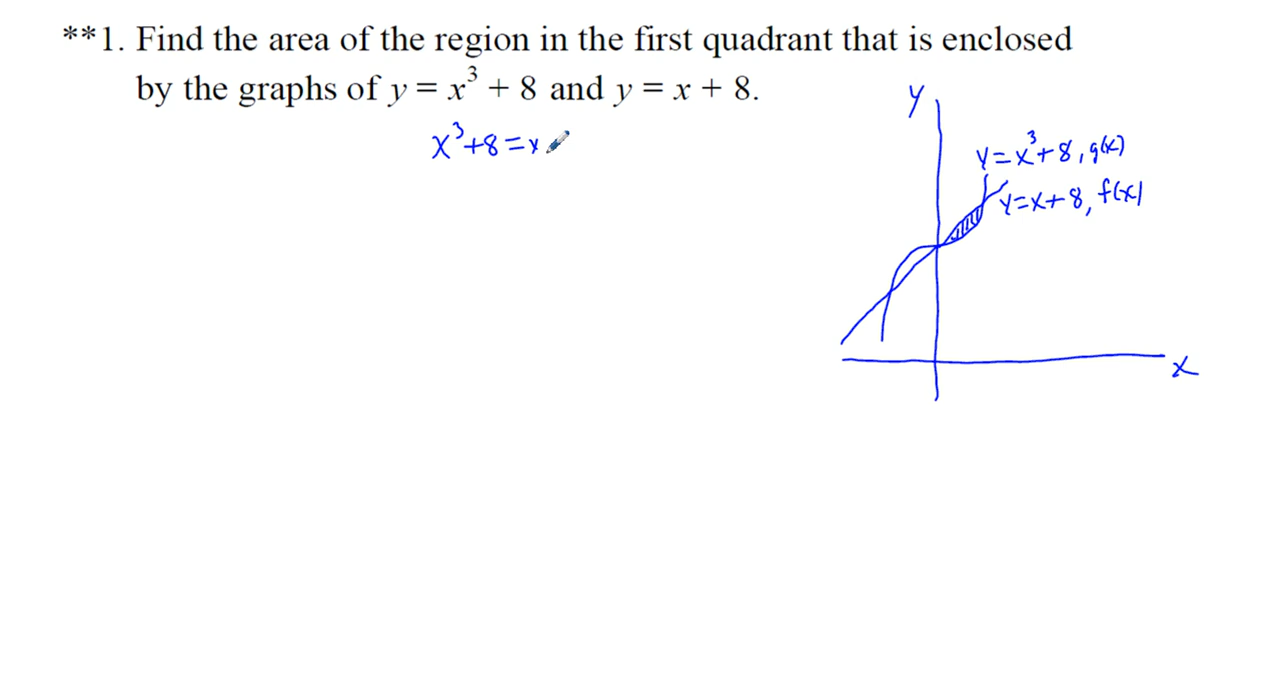 **1. Find the area of the region in the first quadrant that is enclosed
by the graphs of y = x³ + 8 and y = x + 8.
x³+8=x
y
y=x³+8, g(x)
y=x+8, f(x)
x